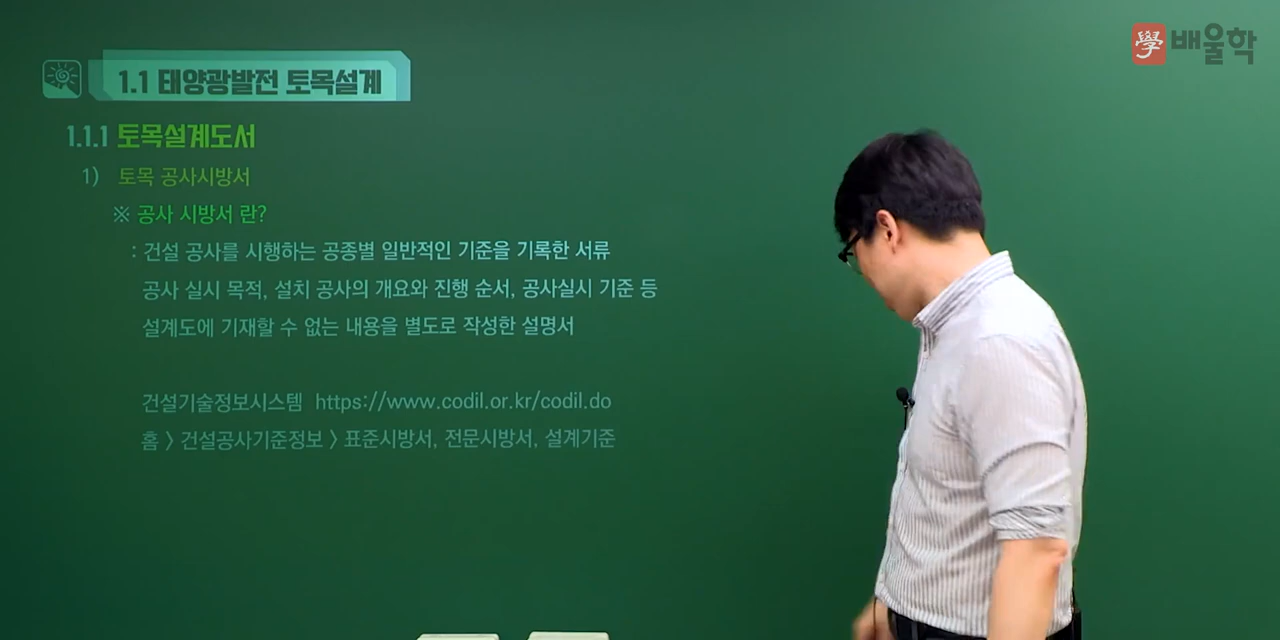 學 배울학
1.1 태양광발전 토목설계
1.1.1 토목설계도서
1) 토목 공사시방서
※ 공사 시방서 란?
: 건설 공사를 시행하는 공종별 일반적인 기준을 기록한 서류
공사 실시 목적, 설치 공사의 개요와 진행 순서, 공사실시 기준 등
설계도에 기재할 수 없는 내용을 별도로 작성한 설명서
건설기술정보시스템 https://www.codil.or.kr/codil.do
홈 > 건설공사기준정보 > 표준시방서, 전문시방서, 설계기준